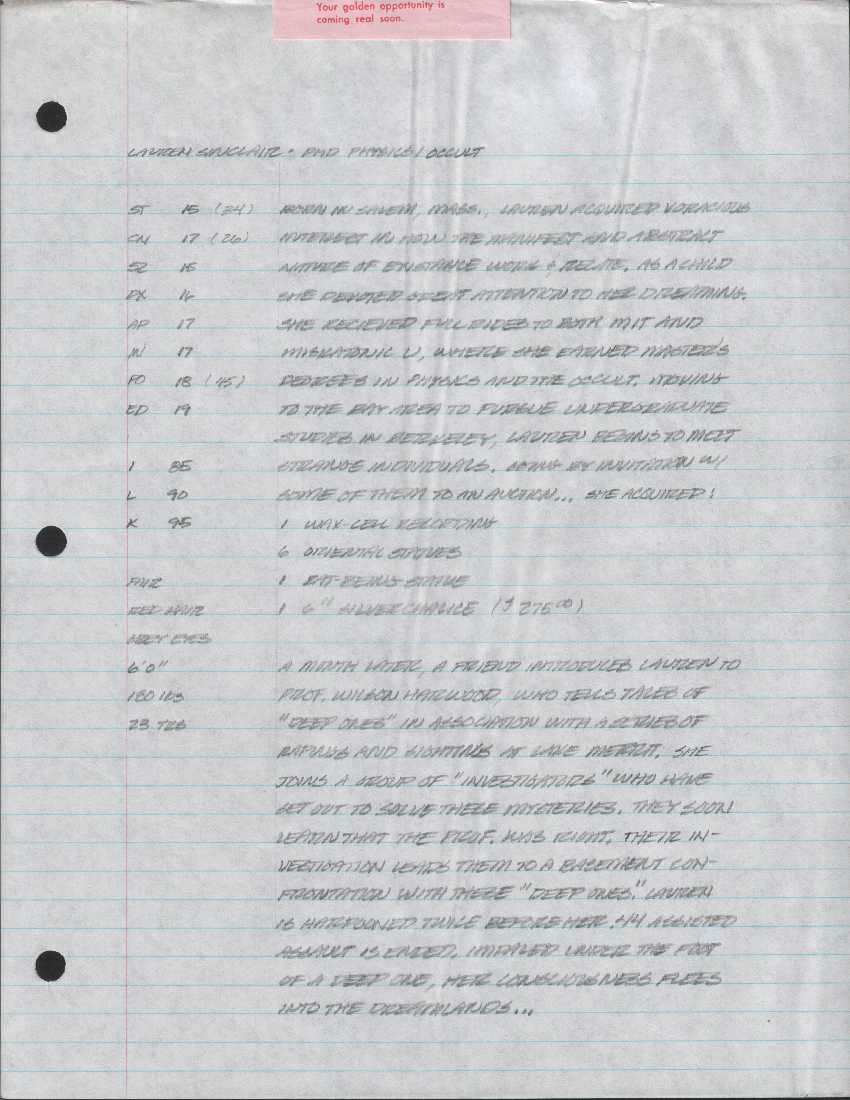 Your golden opportunity is
coming real soon.
LAUREN SINCLAIR • PHD PHYSICS / OCCULT
ST 15 (24) BORN IN SALEM, MASS., LAUREN ACQUIRED VORACIOUS
CN 17 (26) INTEREST IN HOW THE MANIFEST AND ABSTRACT
SZ 15 NATURE OF EXISTANCE WORK & RELATE. AS A CHILD
DX 16 SHE DEVOTED GREAT ATTENTION TO HER DREAMING.
AP 17 SHE RECIEVED FULL RIDES TO BOTH MIT AND
IN 17 MISKATONIC U, WHERE SHE EARNED MASTER'S
PO 18 (45) DEGREES IN PHYSICS AND THE OCCULT. MOVING
ED 19 TO THE BAY AREA TO PURSUE UNDERGRADUATE
STUDIES IN BERKELEY, LAUREN BEGINS TO MEET
I 85 STRANGE INDIVIDUALS. GOING BY INVITATION W/
L 90 SOME OF THEM TO AN AUCTION... SHE ACQUIRED:
K 95 1 WAX-CELL RECORDING
6 ORIENTAL STATUES
FAIR 1 BAT-BEING STATUE
RED HAIR 1 6" SILVER CHALICE ($275.00)
GREY EYES
6'0" A MONTH LATER, A FRIEND INTRODUCES LAUREN TO
180 lbs PROF. WILSON HARWOOD, WHO TELLS TALES OF
23 YRS "DEEP ONES" IN ASSOCIATION WITH A SERIES OF
RAPINGS AND SIGHTINGS AT LAKE MERRIT. SHE
JOINS A GROUP OF "INVESTIGATORS" WHO HAVE
SET OUT TO SOLVE THESE MYSTERIES. THEY SOON
LEARN THAT THE PROF. WAS RIGHT. THEIR IN-
VESTIGATION LEADS THEM TO A BASEMENT CON-
FRONTATION WITH THESE "DEEP ONES." LAUREN
IS HARPOONED TWICE BEFORE HER .44 ASSISTED
ASSAULT IS ENDED. IMPALED UNDER THE FOOT
OF A DEEP ONE, HER CONSCIOUSNESS FLEES
INTO THE DREAMLANDS...